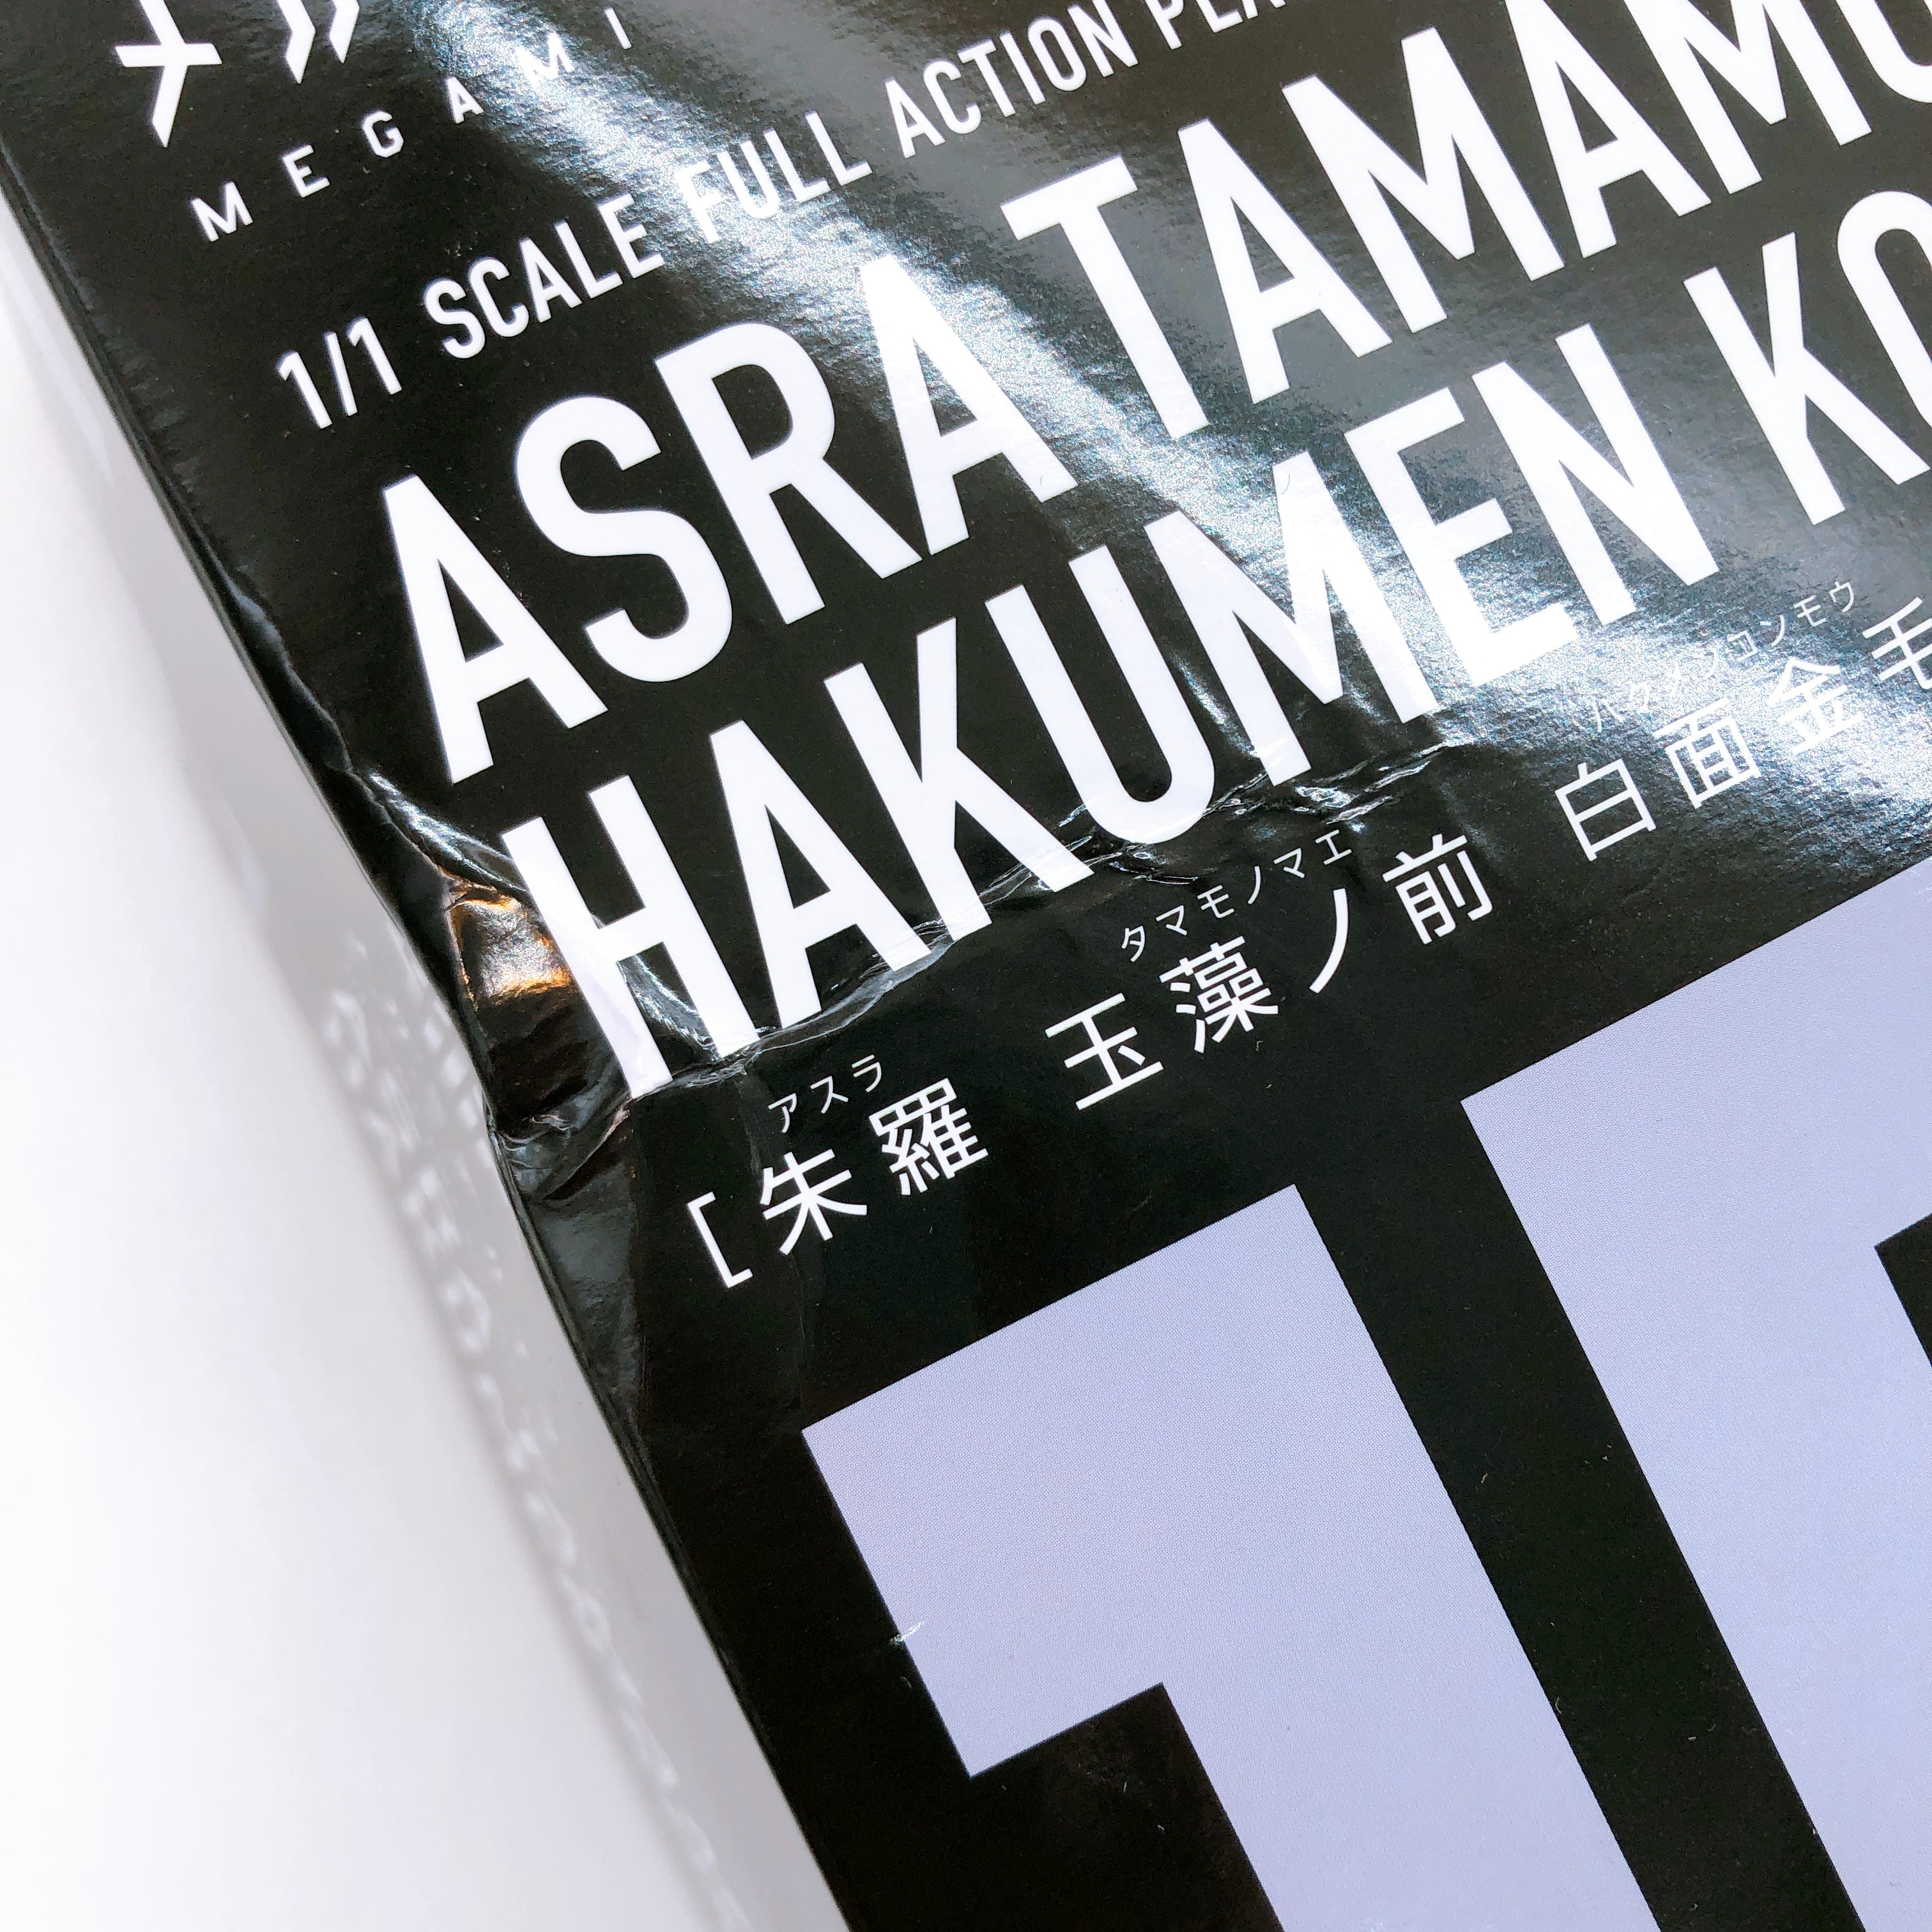 MEGAMI
1/1 SCALE FULL ACTION PLA
ASRA TAMAMO
HAKUMEN KO
アスラ タマモノマエ ハクメンコンモウ
[朱羅 玉藻ノ前 白面金毛